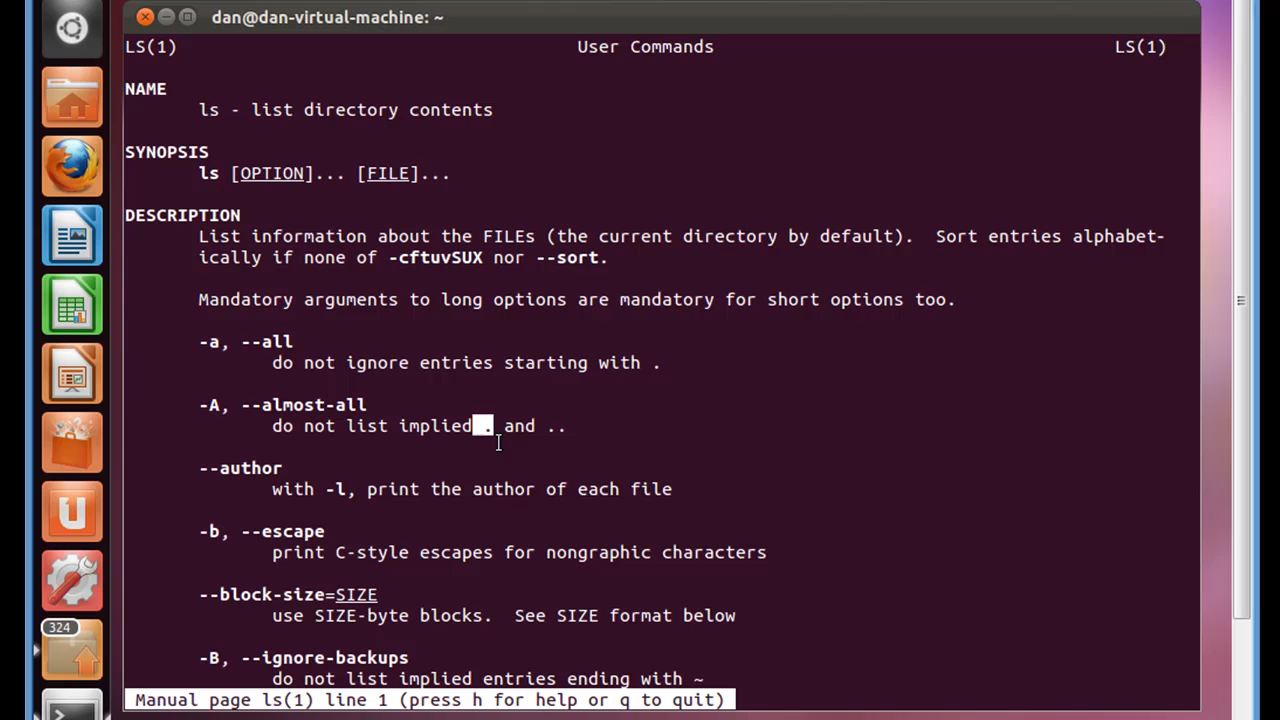 dan@dan-virtual-machine: ~
LS(1) User Commands LS(1)
NAME
ls - list directory contents
SYNOPSIS
ls [OPTION]... [FILE]...
DESCRIPTION
List information about the FILEs (the current directory by default). Sort entries alphabet-
ically if none of -cftuvSUX nor --sort.
Mandatory arguments to long options are mandatory for short options too.
-a, --all
do not ignore entries starting with .
-A, --almost-all
do not list implied . and ..
--author
with -l, print the author of each file
-b, --escape
print C-style escapes for nongraphic characters
--block-size=SIZE
use SIZE-byte blocks. See SIZE format below
-B, --ignore-backups
do not list implied entries ending with ~
Manual page ls(1) line 1 (press h for help or q to quit)
324